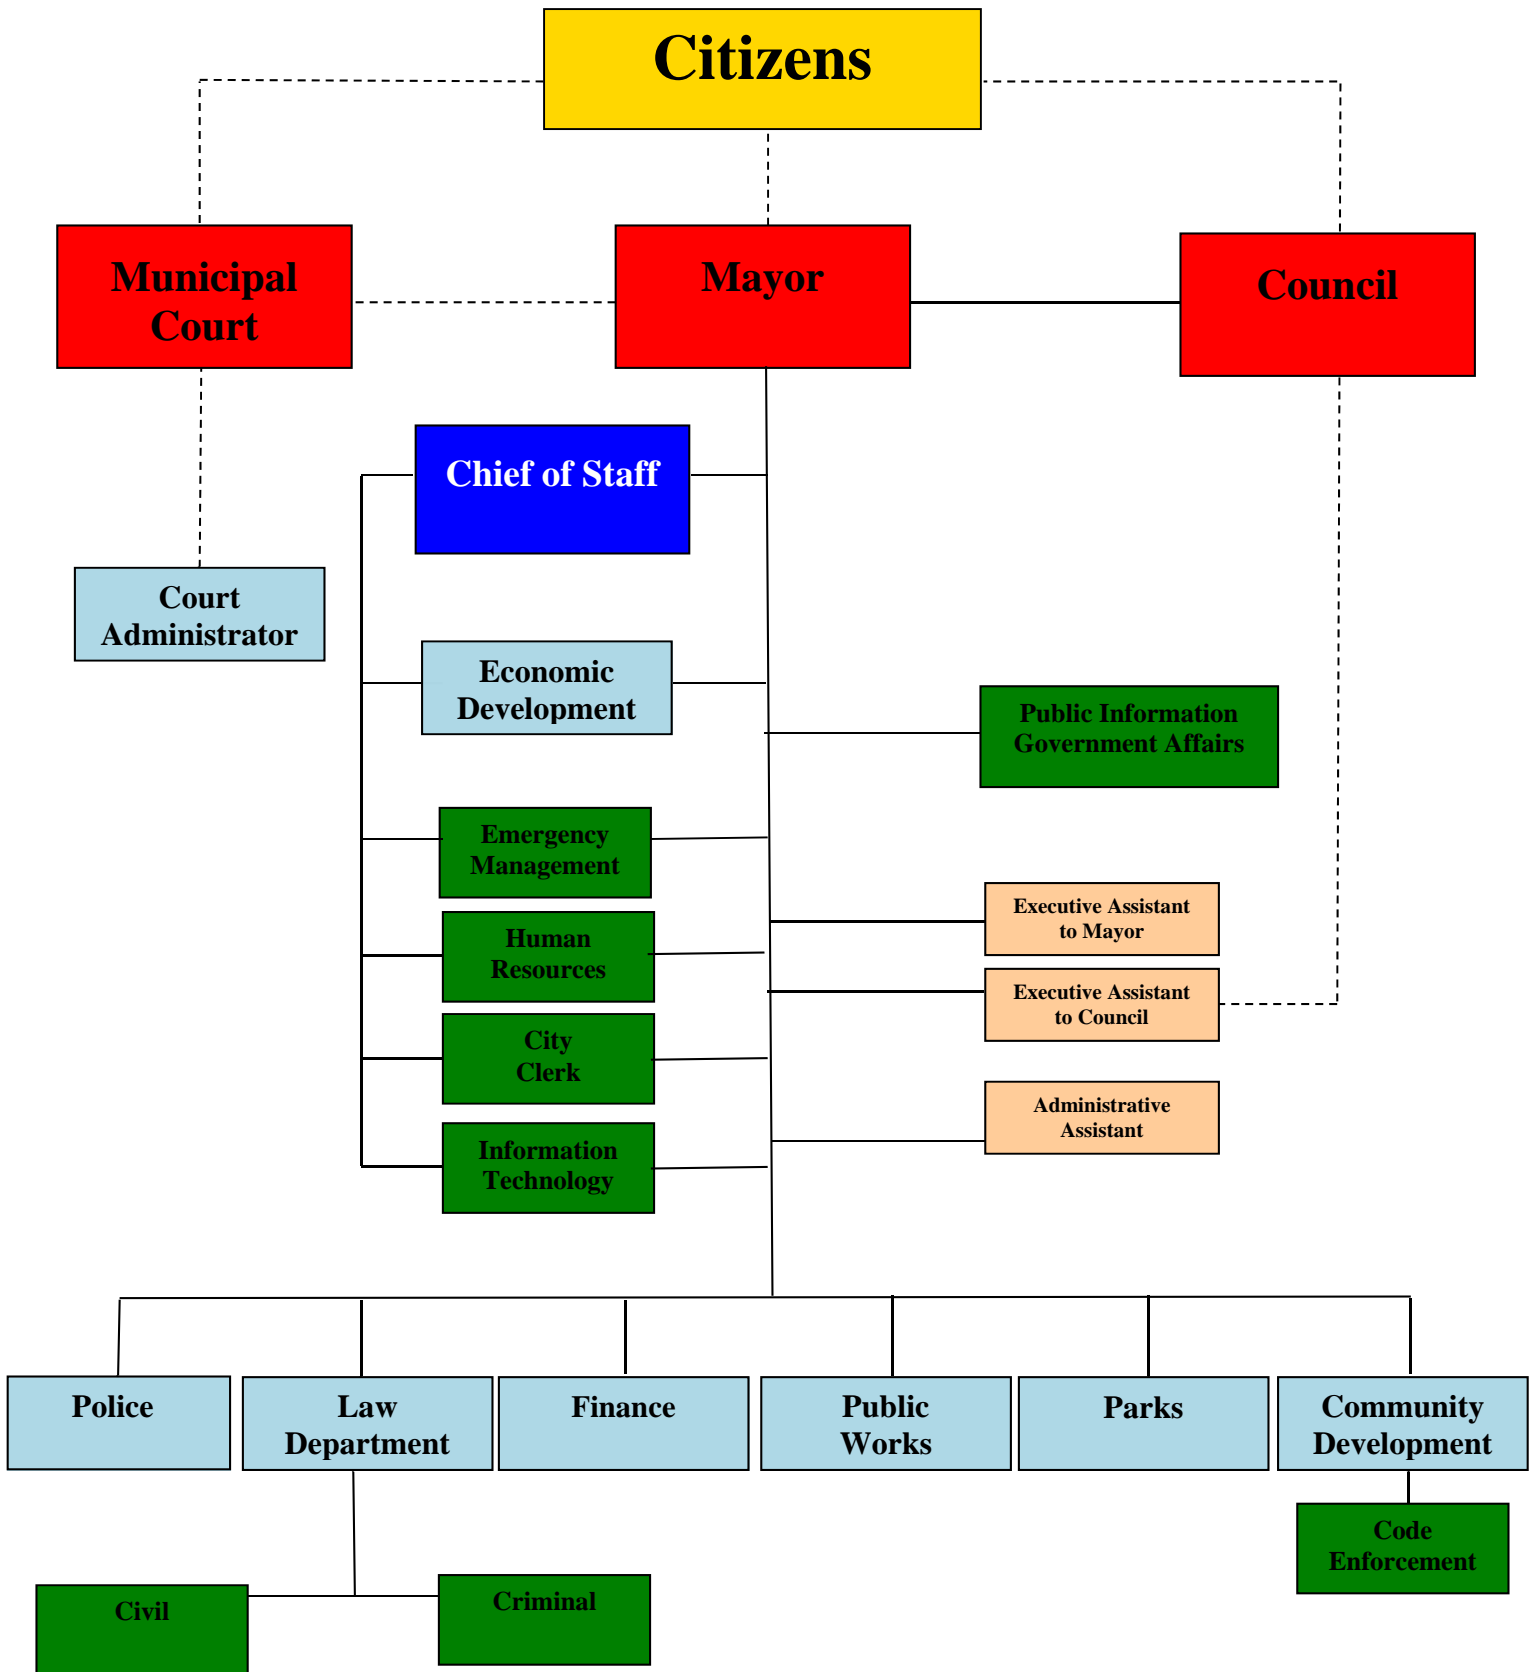 Citizens
Municipal
Court
Mayor
Council
Chief of Staff
Court
Administrator
Economic
Development
Public Information
Government Affairs
Emergency
Management
Executive Assistant
to Mayor
Human
Resources
Executive Assistant
to Council
City
Clerk
Administrative
Assistant
Information
Technology
Police
Law
Department
Finance
Public
Works
Parks
Community
Development
Code
Enforcement
Civil
Criminal